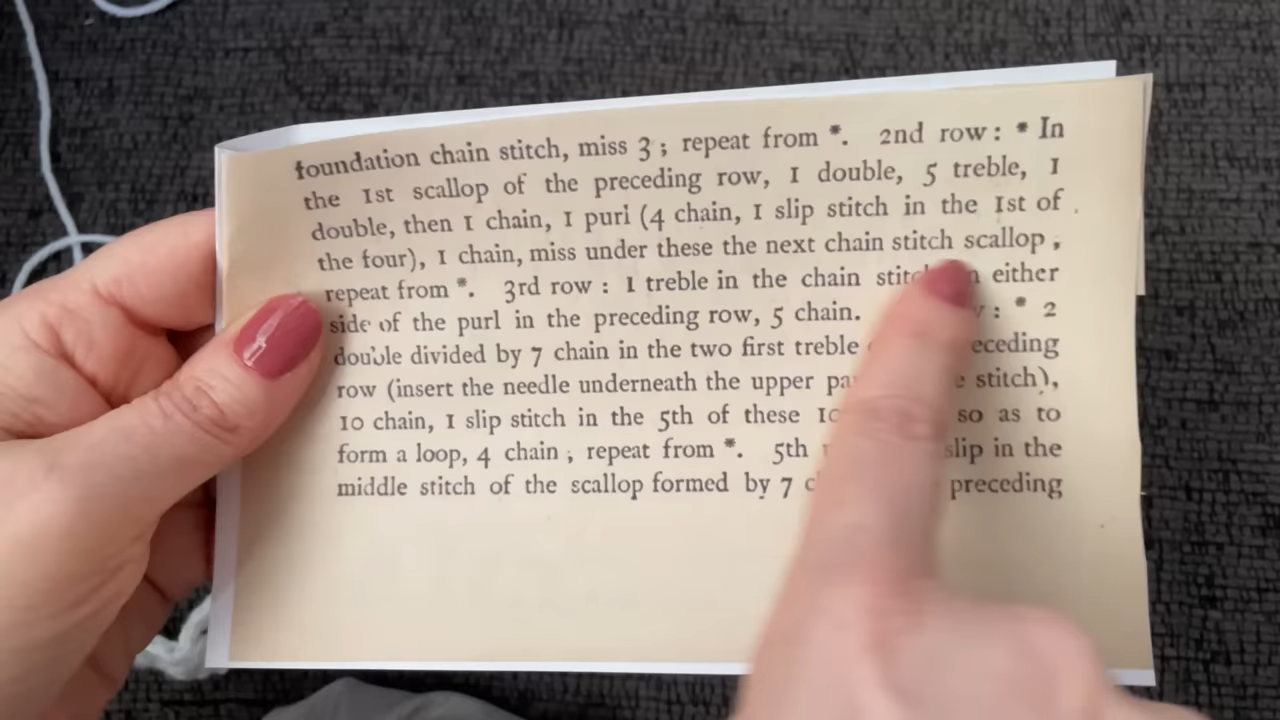 foundation chain stitch, miss 3 ; repeat from *. 2nd row : * In
the 1st scallop of the preceding row, 1 double, 5 treble, 1
double, then 1 chain, 1 puri (4 chain, 1 slip stitch in the 1st of
the four), 1 chain, miss under these the next chain stitch scallop ,
repeat from *. 3rd row : 1 treble in the chain either
side of the purl in the preceding row, 5 chain. : * 2
double divided by 7 chain in the two first treble
row (insert the needle underneath the upper stitch),
10 chain, 1 slip stitch in the 5th of these so as to
form a loop, 4 chain ; repeat from *. 5th slip in the
middle stitch of the scallop formed by 7 preceding